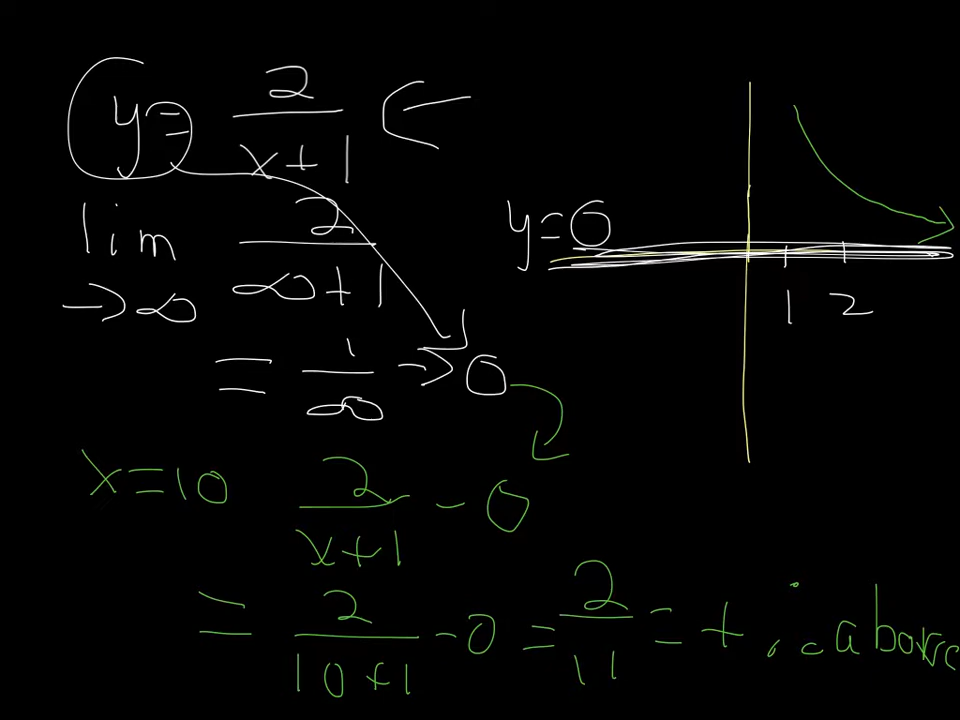 y = 2/(x+1) ←
lim →∞ 2/(∞+1)
= 1/∞ → 0
y=0
1 2
x=10 2/(x+1) - 0
= 2/(10+1) - 0 = 2/11 = + ∴ above